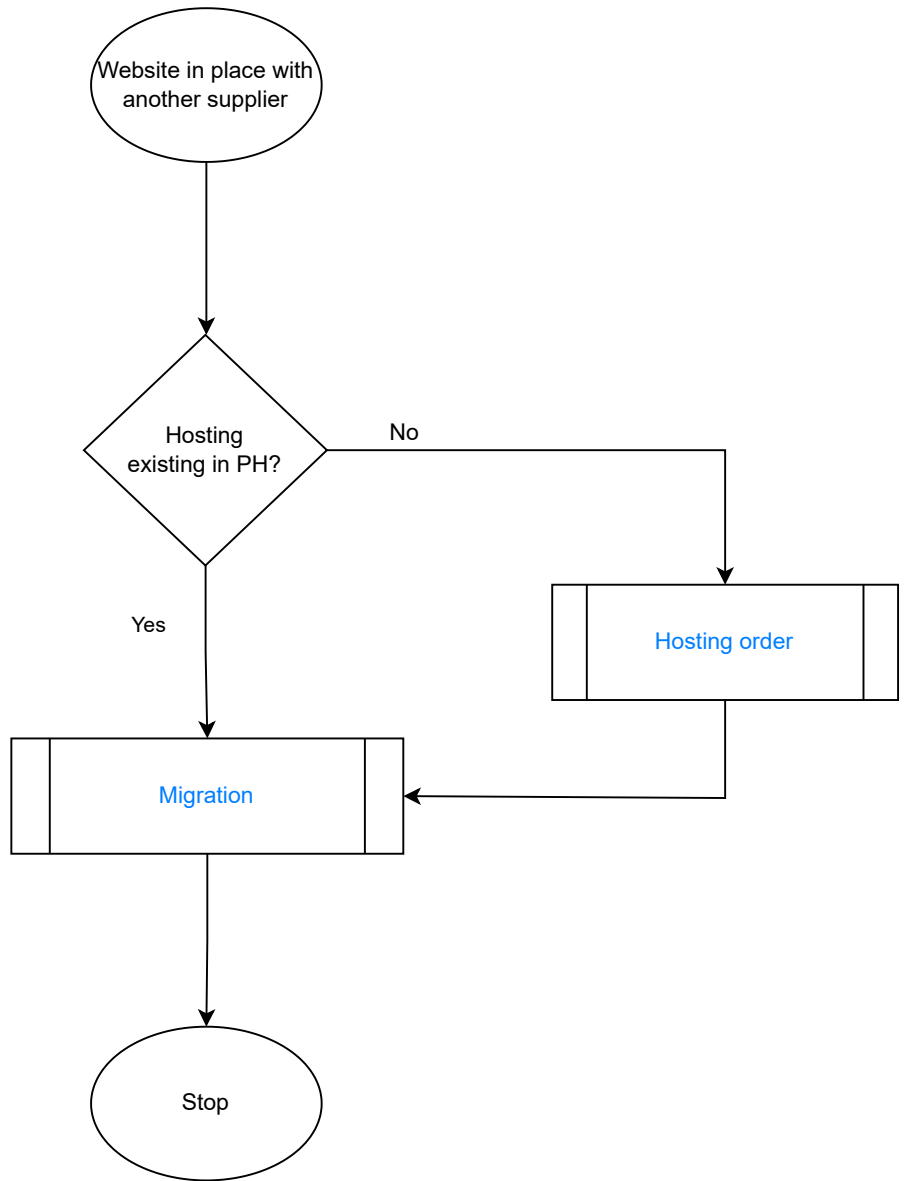 Website in place with
another supplier
Hosting
existing in PH?
No
Yes
Hosting order
Migration
Stop